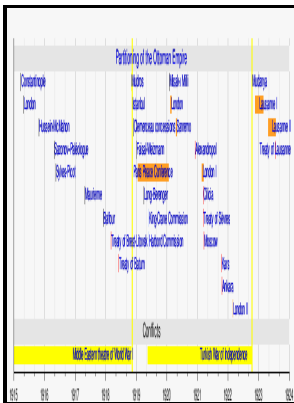 Partitioning of the Ottoman Empire
Constantinople
Mudros
Misak-ı Millî
Mudanya
London
Istanbul
London
Lausanne I
Hussein-McMahon
Clemenceau concessions
Sanremo
Lausanne II
Sazonov–Paléologue
Faisal–Weizmann
Alexandropol
Treaty of Lausanne
Sykes–Picot
Paris Peace Conference
London I
Maurienne
Long–Berenger
Cilicia
Balfour
King-Crane Commission
Treaty of Sèvres
Treaty of Brest-Litovsk
Harbord Commission
Moscow
Treaty of Batum
Kars
Ankara
London II
Conflicts
Middle Eastern theatre of World War I
Turkish War of Independence
1915 1916 1917 1918 1919 1920 1921 1922 1923 1924